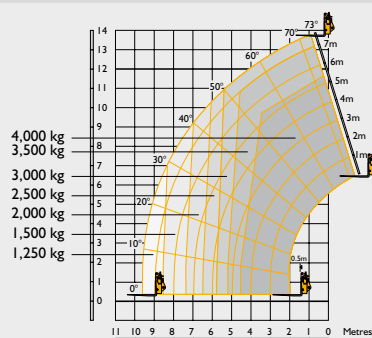 14
73°
70°
13
7m
12
60°
6m
11
5m
50°
10
4m
9
40°
3m
4,000 kg
8
2m
3,500 kg
30°
1m
7
3,000 kg
6
2,500 kg
20°
5
2,000 kg
4
1,500 kg
3
10°
1,250 kg
2
0.5m
1
0°
0
11 10 9 8 7 6 5 4 3 2 1 0 Metres